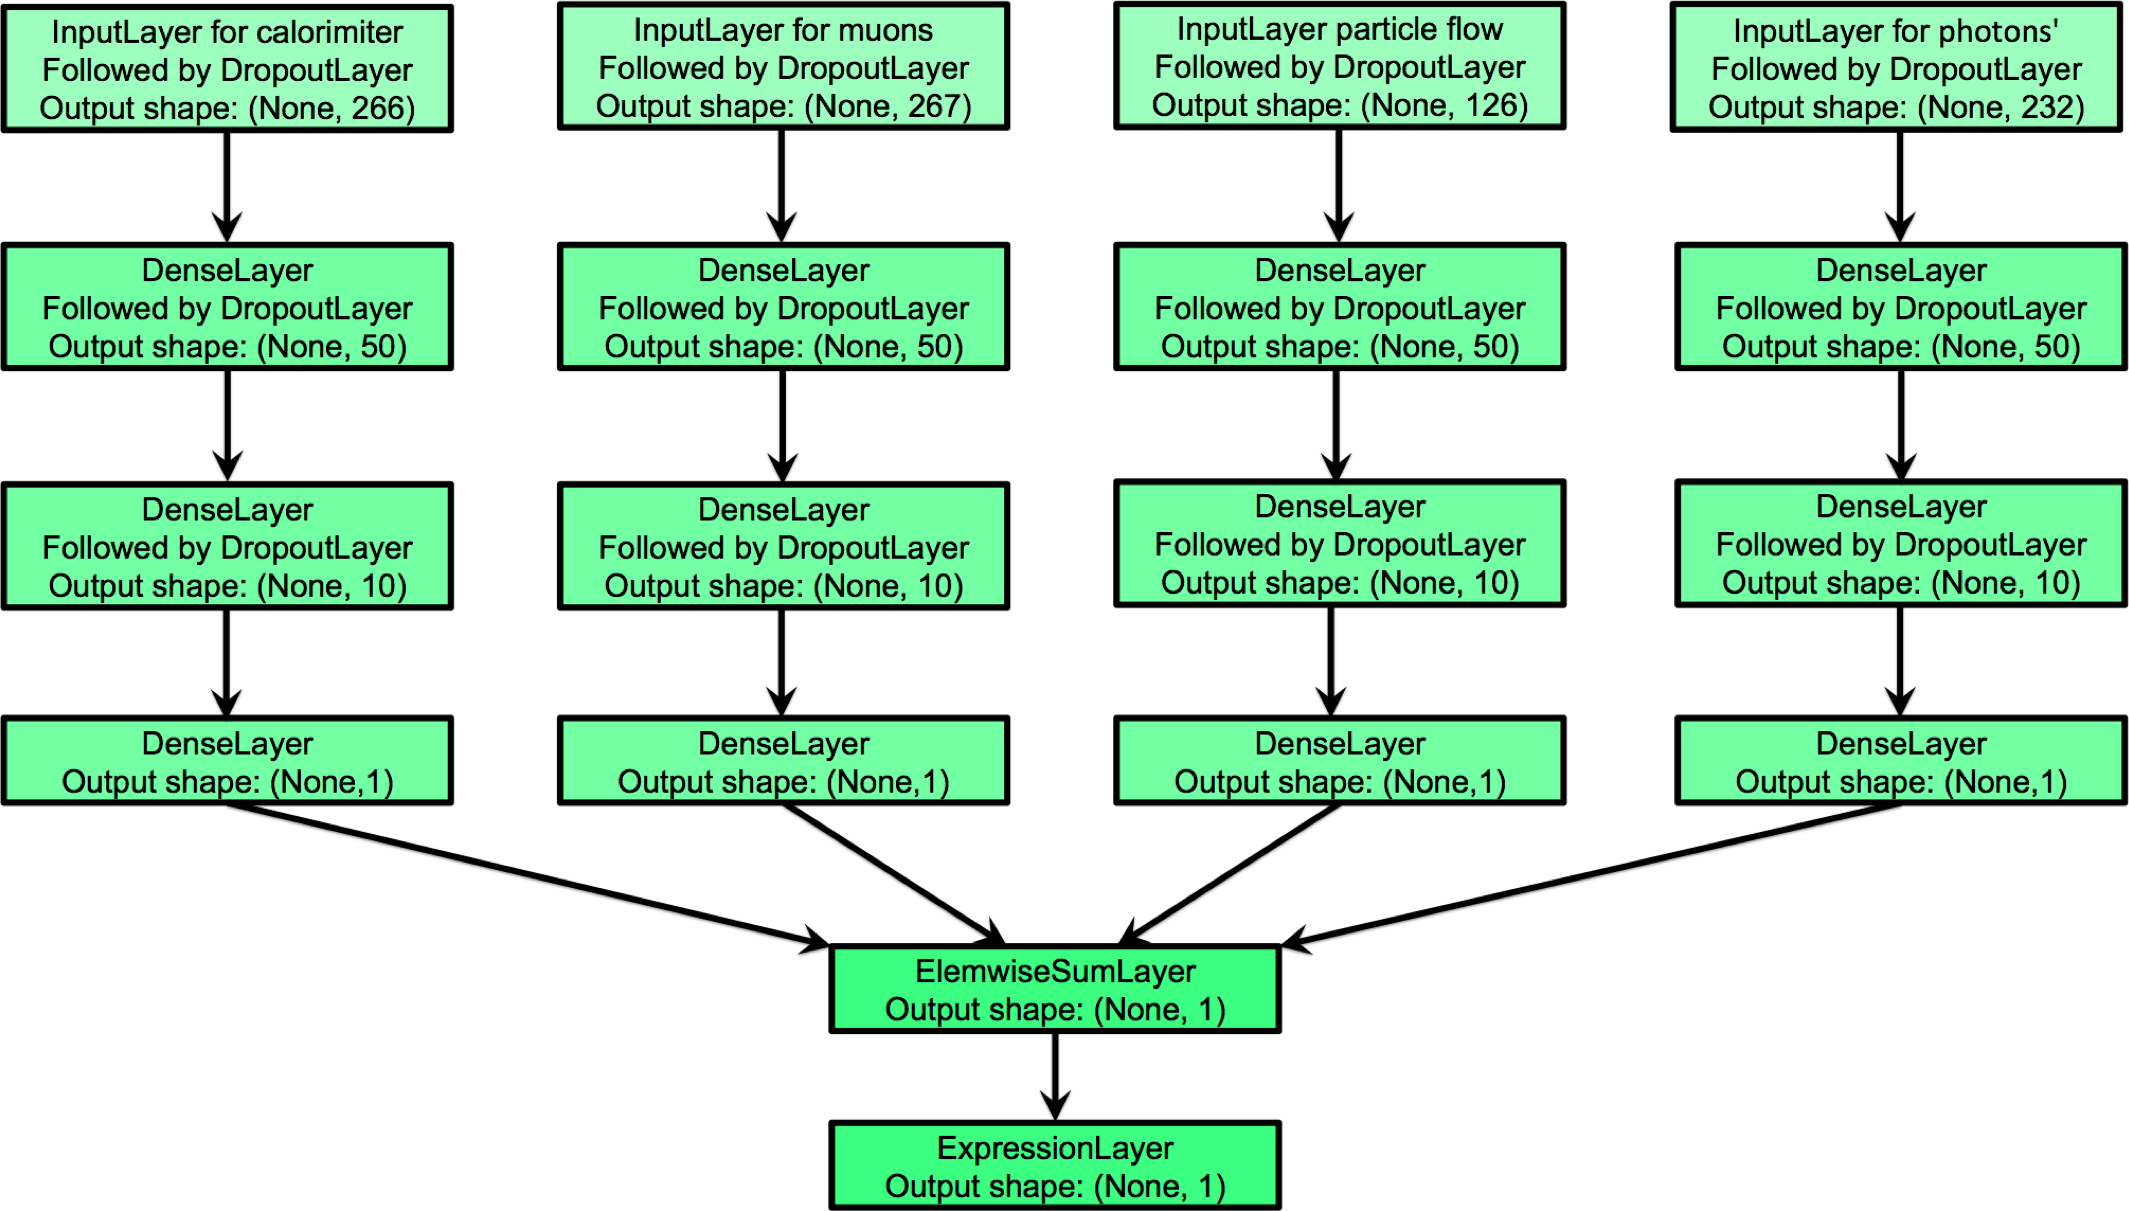 InputLayer for calorimiter
Followed by DropoutLayer
Output shape: (None, 266)
InputLayer for muons
Followed by DropoutLayer
Output shape: (None, 267)
InputLayer particle flow
Followed by DropoutLayer
Output shape: (None, 126)
InputLayer for photons'
Followed by DropoutLayer
Output shape: (None, 232)
DenseLayer
Followed by DropoutLayer
Output shape: (None, 50)
DenseLayer
Followed by DropoutLayer
Output shape: (None, 50)
DenseLayer
Followed by DropoutLayer
Output shape: (None, 50)
DenseLayer
Followed by DropoutLayer
Output shape: (None, 50)
DenseLayer
Followed by DropoutLayer
Output shape: (None, 10)
DenseLayer
Followed by DropoutLayer
Output shape: (None, 10)
DenseLayer
Followed by DropoutLayer
Output shape: (None, 10)
DenseLayer
Followed by DropoutLayer
Output shape: (None, 10)
DenseLayer
Output shape: (None,1)
DenseLayer
Output shape: (None,1)
DenseLayer
Output shape: (None,1)
DenseLayer
Output shape: (None,1)
ElemwiseSumLayer
Output shape: (None, 1)
ExpressionLayer
Output shape: (None, 1)